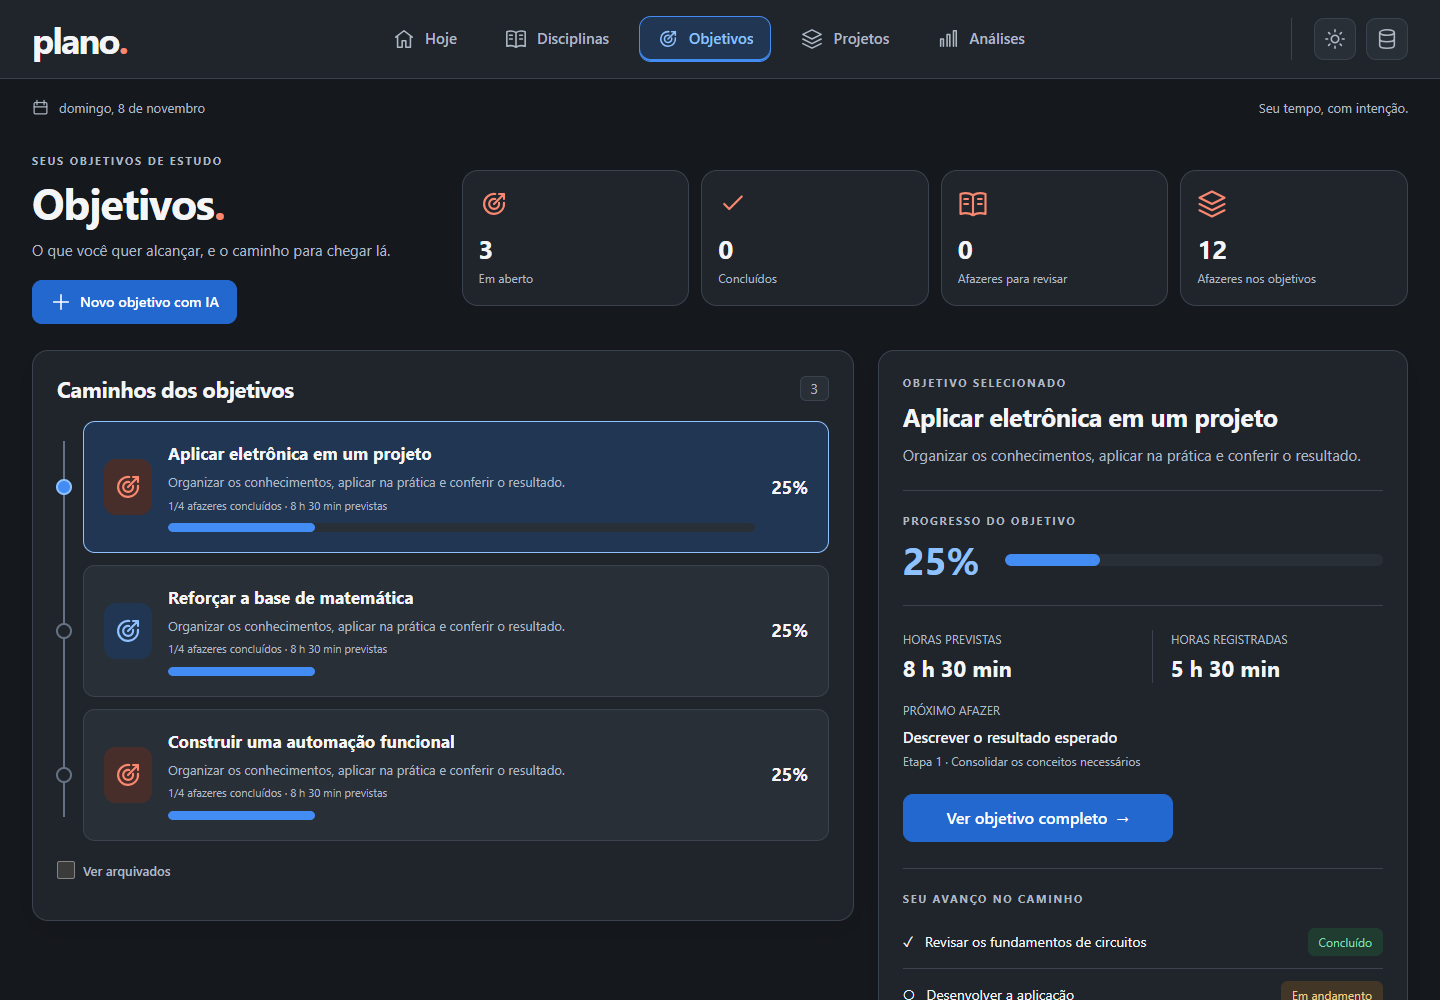 plano.
Hoje
Disciplinas
Objetivos
Projetos
Análises
domingo, 8 de novembro
Seu tempo, com intenção.
SEUS OBJETIVOS DE ESTUDO
Objetivos.
O que você quer alcançar, e o caminho para chegar lá.
Novo objetivo com IA
3
Em aberto
0
Concluídos
0
Afazeres para revisar
12
Afazeres nos objetivos
Caminhos dos objetivos
3
Aplicar eletrônica em um projeto
Organizar os conhecimentos, aplicar na prática e conferir o resultado.
1/4 afazeres concluídos · 8 h 30 min previstas
25%
Reforçar a base de matemática
Organizar os conhecimentos, aplicar na prática e conferir o resultado.
1/4 afazeres concluídos · 8 h 30 min previstas
25%
Construir uma automação funcional
Organizar os conhecimentos, aplicar na prática e conferir o resultado.
1/4 afazeres concluídos · 8 h 30 min previstas
25%
Ver arquivados
OBJETIVO SELECIONADO
Aplicar eletrônica em um projeto
Organizar os conhecimentos, aplicar na prática e conferir o resultado.
PROGRESSO DO OBJETIVO
25%
HORAS PREVISTAS
8 h 30 min
HORAS REGISTRADAS
5 h 30 min
PRÓXIMO AFAZER
Descrever o resultado esperado
Etapa 1 · Consolidar os conceitos necessários
Ver objetivo completo →
SEU AVANÇO NO CAMINHO
✓ Revisar os fundamentos de circuitos
Concluído
Desenvolver a aplicação
Em andamento